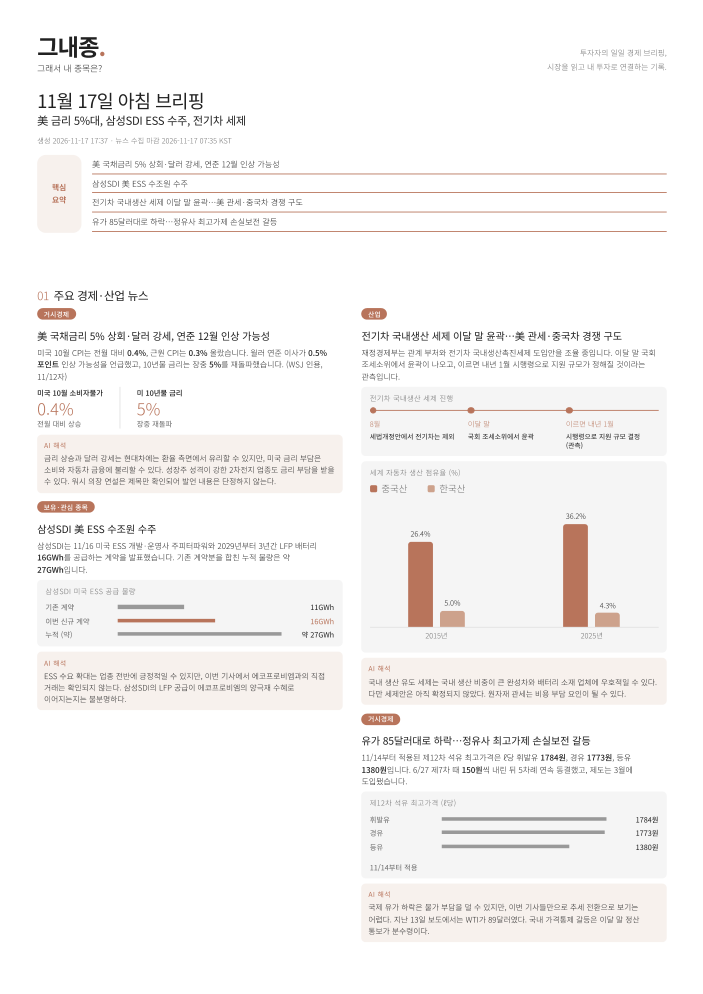 그내종.
그래서 내 종목은?
투자자의 일일 경제 브리핑,
시장을 읽고 내 투자로 연결하는 기록.
11월 17일 아침 브리핑
美 금리 5%대, 삼성SDI ESS 수주, 전기차 세제
생성 2026-11-17 17:37 · 뉴스 수집 마감 2026-11-17 07:35 KST
핵심
요약
美 국채금리 5% 상회·달러 강세, 연준 12월 인상 가능성
삼성SDI 美 ESS 수조원 수주
전기차 국내생산 세제 이달 말 윤곽…美 관세·중국차 경쟁 구도
유가 85달러대로 하락…정유사 최고가제 손실보전 갈등
01 주요 경제·산업 뉴스
거시경제
美 국채금리 5% 상회·달러 강세, 연준 12월 인상 가능성
미국 10월 CPI는 전월 대비 0.4%, 근원 CPI는 0.3% 올랐습니다. 월러 연준 이사가 0.5%
포인트 인상 가능성을 언급했고, 10년물 금리는 장중 5%를 재돌파했습니다. (WSJ 인용,
11/12자)
미국 10월 소비자물가
0.4%
전월 대비 상승
미 10년물 금리
5%
장중 재돌파
AI 해석
금리 상승과 달러 강세는 현대차에는 환율 측면에서 유리할 수 있지만, 미국 금리 부담은
소비와 자동차 금융에 불리할 수 있다. 성장주 성격이 강한 2차전지 업종도 금리 부담을 받을
수 있다. 워시 의장 연설은 제목만 확인되어 발언 내용은 단정하지 않는다.
보유·관심 종목
삼성SDI 美 ESS 수조원 수주
삼성SDI는 11/16 미국 ESS 개발·운영사 주피터파워와 2029년부터 3년간 LFP 배터리
16GWh를 공급하는 계약을 발표했습니다. 기존 계약분을 합친 누적 물량은 약
27GWh입니다.
삼성SDI 미국 ESS 공급 물량
기존 계약 11GWh
이번 신규 계약 16GWh
누적 (약) 약 27GWh
AI 해석
ESS 수요 확대는 업종 전반에 긍정적일 수 있지만, 이번 기사에서 에코프로비엠과의 직접
거래는 확인되지 않는다. 삼성SDI의 LFP 공급이 에코프로비엠의 양극재 수혜로
이어지는지는 불분명하다.
산업
전기차 국내생산 세제 이달 말 윤곽…美 관세·중국차 경쟁 구도
재정경제부는 관계 부처와 전기차 국내생산촉진세제 도입안을 조율 중입니다. 이달 말 국회
조세소위에서 윤곽이 나오고, 이르면 내년 1월 시행령으로 지원 규모가 정해질 것이라는
관측입니다.
전기차 국내생산 세제 진행
8월
세법개정안에서 전기차는 제외
이달 말
국회 조세소위에서 윤곽
이르면 내년 1월
시행령으로 지원 규모 결정
(관측)
세계 자동차 생산 점유율 (%)
중국산 한국산
26.4%
5.0%
36.2%
4.3%
2015년
2025년
AI 해석
국내 생산 유도 세제는 국내 생산 비중이 큰 완성차와 배터리 소재 업체에 우호적일 수 있다.
다만 세제안은 아직 확정되지 않았다. 원자재 관세는 비용 부담 요인이 될 수 있다.
거시경제
유가 85달러대로 하락…정유사 최고가제 손실보전 갈등
11/14부터 적용된 제12차 석유 최고가격은 ℓ당 휘발유 1784원, 경유 1773원, 등유
1380원입니다. 6/27 제7차 때 150원씩 내린 뒤 5차례 연속 동결했고, 제도는 3월에
도입됐습니다.
제12차 석유 최고가격 (ℓ당)
휘발유 1784원
경유 1773원
등유 1380원
11/14부터 적용
AI 해석
국제 유가 하락은 물가 부담을 덜 수 있지만, 이번 기사들만으로 추세 전환으로 보기는
어렵다. 지난 13일 보도에서는 WTI가 89달러였다. 국내 가격통제 갈등은 이달 말 정산
통보가 분수령이다.